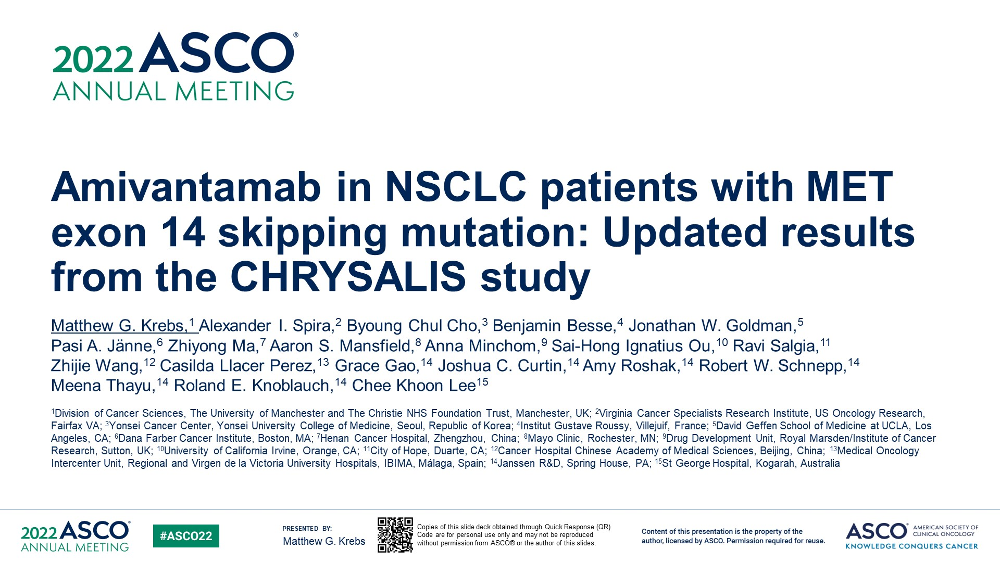 2022 ASCO®
ANNUAL MEETING
Amivantamab in NSCLC patients with MET
exon 14 skipping mutation: Updated results
from the CHRYSALIS study
Matthew G. Krebs,¹ Alexander I. Spira,² Byoung Chul Cho,³ Benjamin Besse,⁴ Jonathan W. Goldman,⁵
Pasi A. Jänne,⁶ Zhiyong Ma,⁷ Aaron S. Mansfield,⁸ Anna Minchom,⁹ Sai-Hong Ignatius Ou,¹⁰ Ravi Salgia,¹¹
Zhijie Wang,¹² Casilda Llacer Perez,¹³ Grace Gao,¹⁴ Joshua C. Curtin,¹⁴ Amy Roshak,¹⁴ Robert W. Schnepp,¹⁴
Meena Thayu,¹⁴ Roland E. Knoblauch,¹⁴ Chee Khoon Lee¹⁵
¹Division of Cancer Sciences, The University of Manchester and The Christie NHS Foundation Trust, Manchester, UK; ²Virginia Cancer Specialists Research Institute, US Oncology Research,
Fairfax VA; ³Yonsei Cancer Center, Yonsei University College of Medicine, Seoul, Republic of Korea; ⁴Institut Gustave Roussy, Villejuif, France; ⁵David Geffen School of Medicine at UCLA, Los
Angeles, CA; ⁶Dana Farber Cancer Institute, Boston, MA; ⁷Henan Cancer Hospital, Zhengzhou, China; ⁸Mayo Clinic, Rochester, MN; ⁹Drug Development Unit, Royal Marsden/Institute of Cancer
Research, Sutton, UK; ¹⁰University of California Irvine, Orange, CA; ¹¹City of Hope, Duarte, CA; ¹²Cancer Hospital Chinese Academy of Medical Sciences, Beijing, China; ¹³Medical Oncology
Intercenter Unit, Regional and Virgen de la Victoria University Hospitals, IBIMA, Málaga, Spain; ¹⁴Janssen R&D, Spring House, PA; ¹⁵St George Hospital, Kogarah, Australia
2022 ASCO®
ANNUAL MEETING
#ASCO22
PRESENTED BY:
Matthew G. Krebs
Copies of this slide deck obtained through Quick Response (QR)
Code are for personal use only and may not be reproduced
without permission from ASCO® or the author of this slides.
Content of this presentation is the property of the
author, licensed by ASCO. Permission required for reuse.
ASCO® AMERICAN SOCIETY OF
CLINICAL ONCOLOGY
KNOWLEDGE CONQUERS CANCER